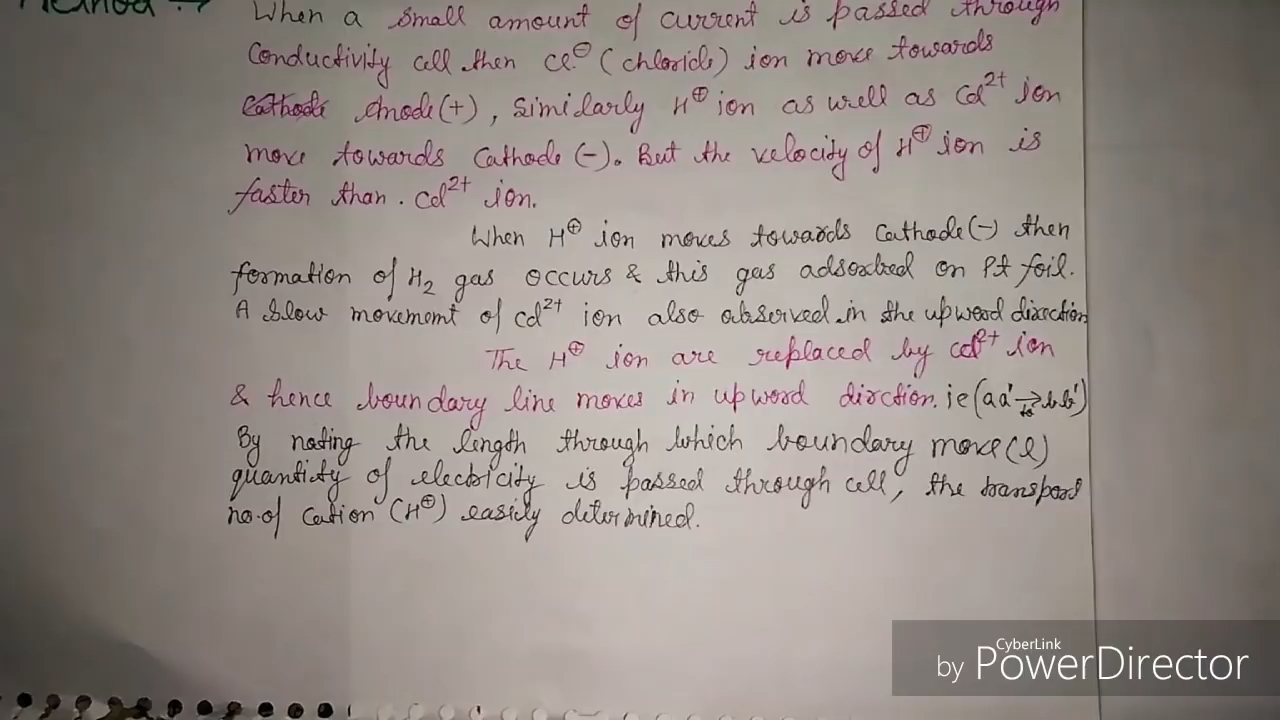 Method :→ When a small amount of current is passed through
Conductivity cell then Cl⊖ (chloride) ion move towards
Cathode Anode(+), Similarly H⊕ ion as well as Cd2+ ion
move towards Cathode (-). But the velocity of H⊕ ion is
faster than . Cd2+ ion.
When H⊕ ion moves towards Cathode(-) then
formation of H2 gas occurs & this gas adsorbed on Pt foil.
A Slow movement of Cd2+ ion also observed in the upword direction
The H⊕ ion are replaced by Cd2+ ion
& hence boundary line moves in upword dirction. ie (aa'→bb')
By noting the length through which boundary move(l)
quantity of electricity is passed through cell, the transport
no. of Cation (H⊕) easily determined.
CyberLink
by PowerDirector